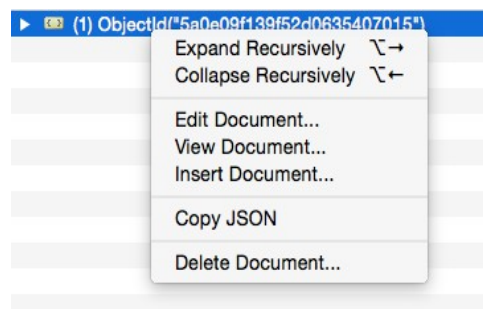 (1) ObjectId("5a0e09f139f52d0635407015")
Expand Recursively ⌥→
Collapse Recursively ⌥←
Edit Document...
View Document...
Insert Document...
Copy JSON
Delete Document...